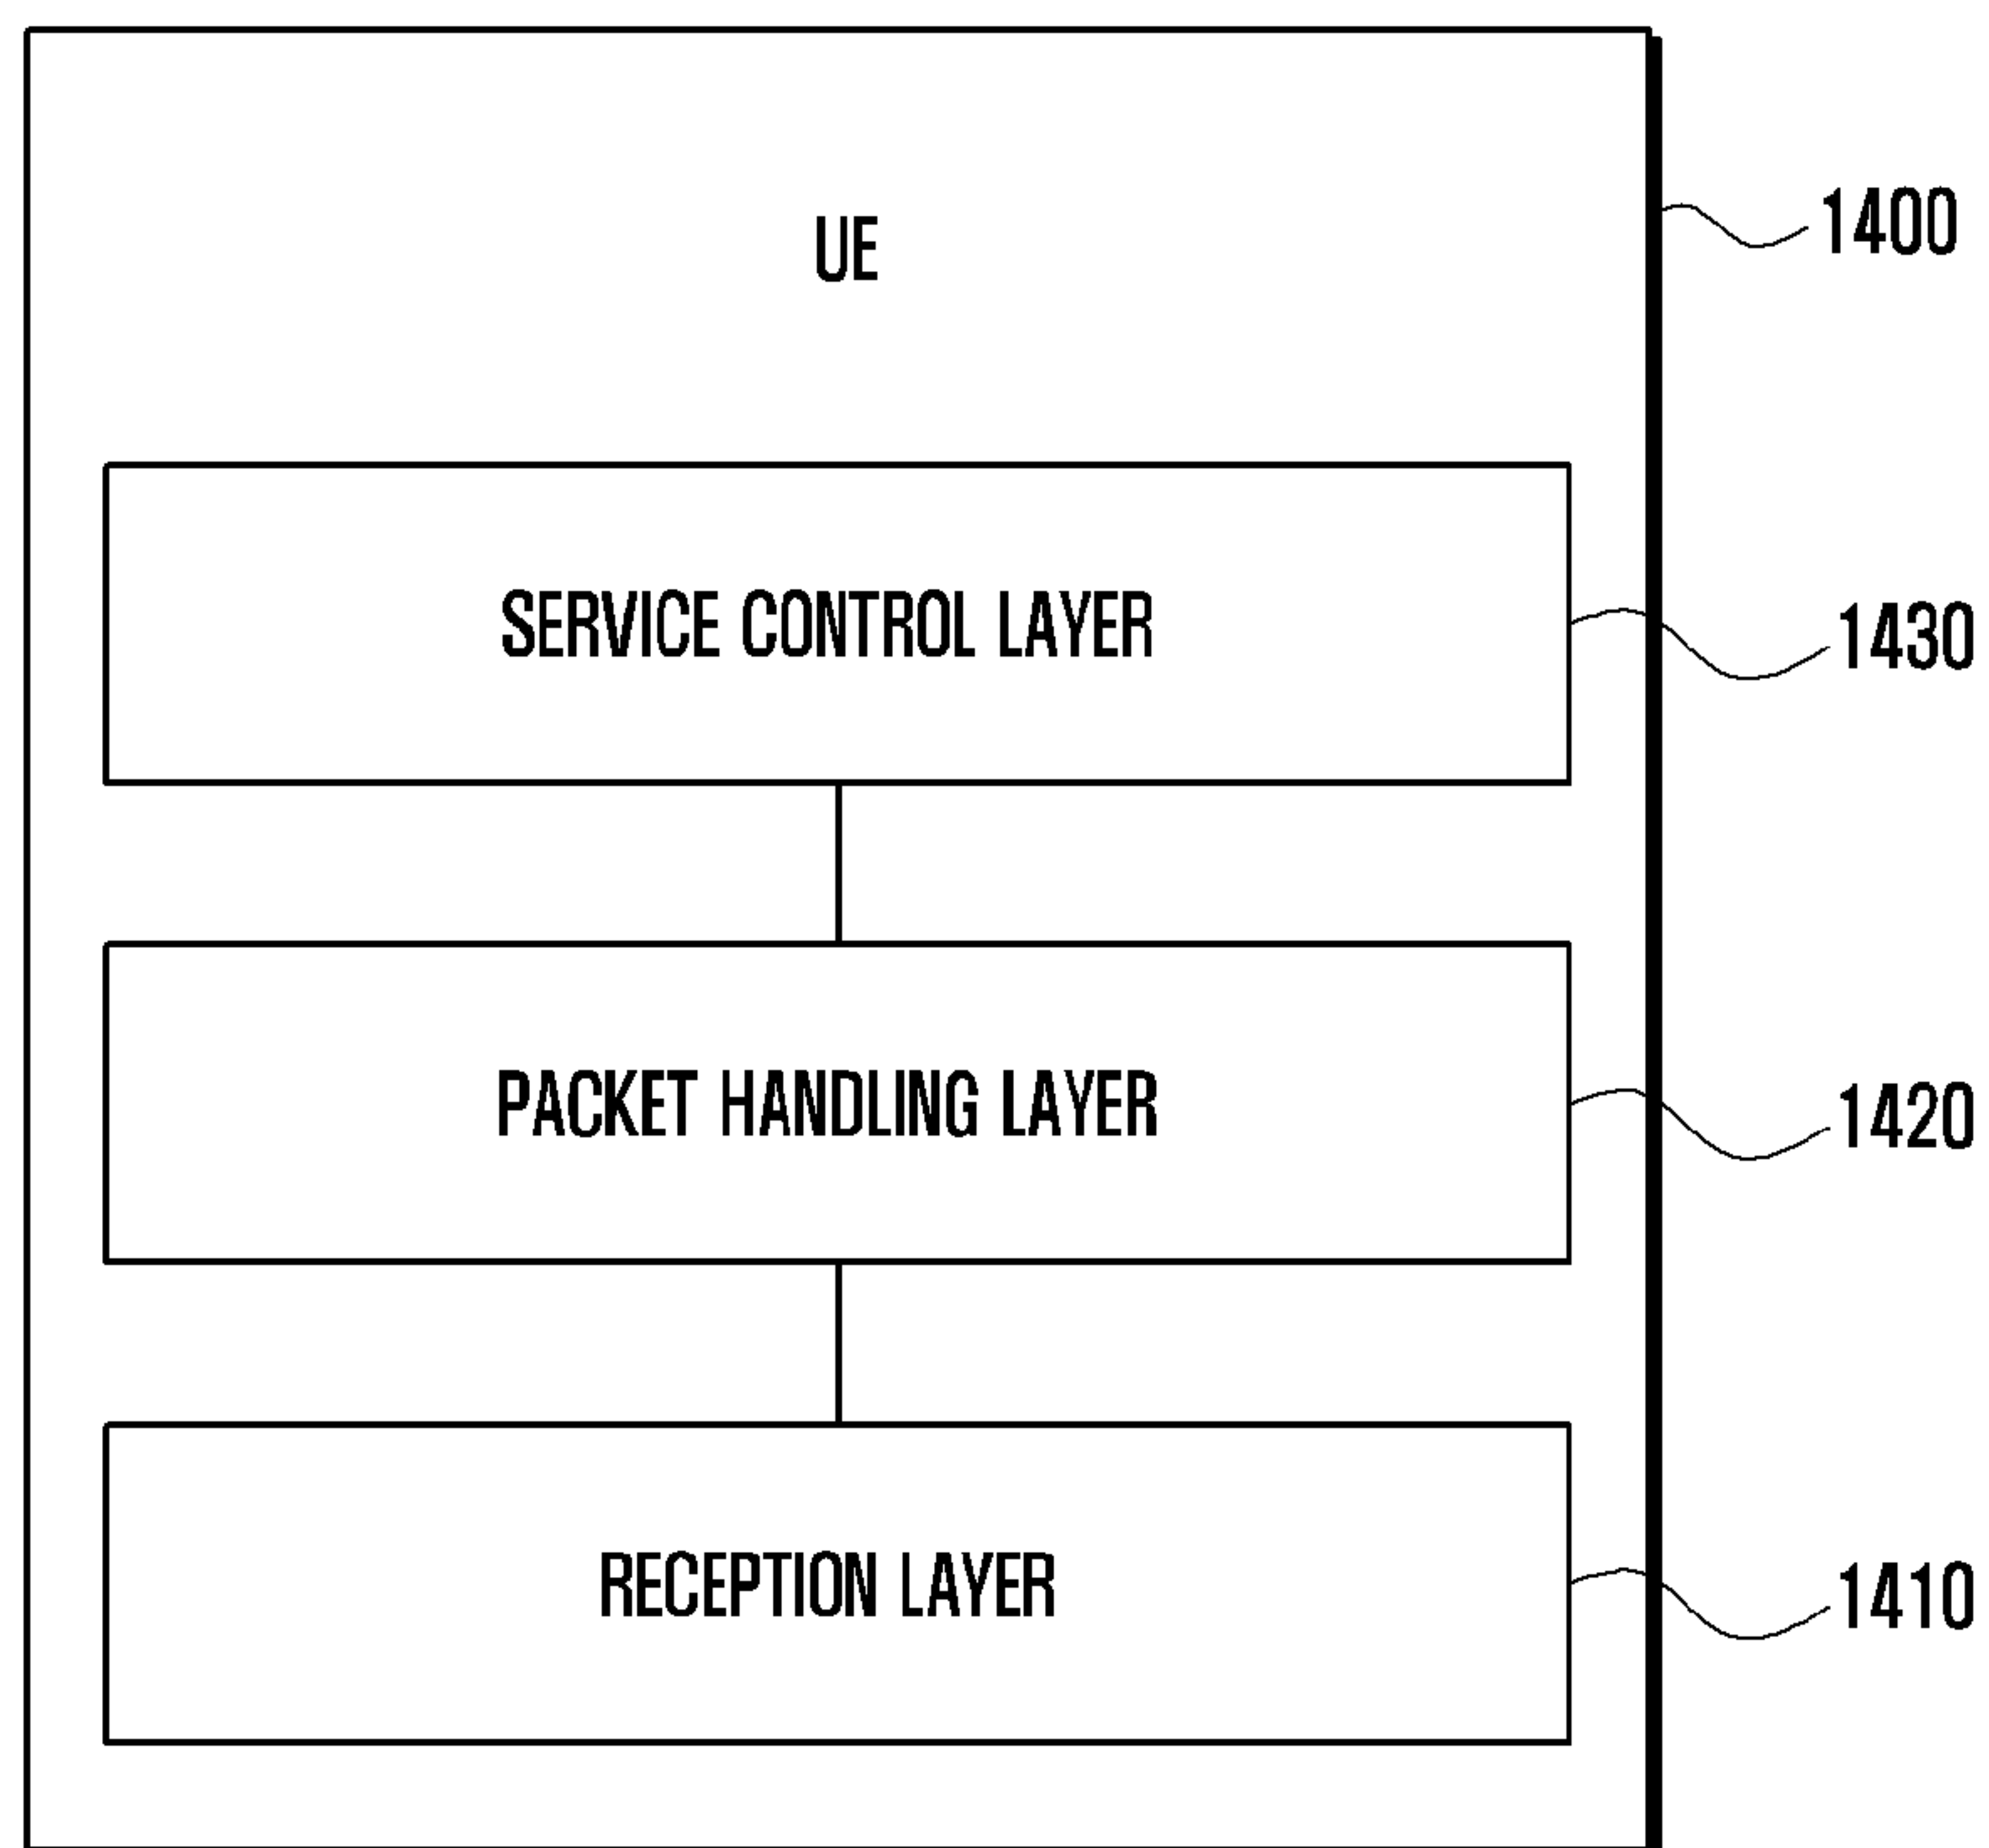 UE
1400
SERVICE CONTROL LAYER
1430
PACKET HANDLING LAYER
1420
RECEPTION LAYER
1410